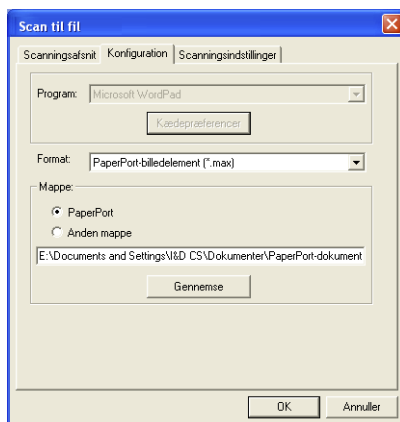 Scan til fil
Scanningsafsnit Konfiguration Scanningsindstillinger
Program: Microsoft WordPad
Kædepræferencer
Format: PaperPort-billedelement (*.max)
Mappe:
PaperPort
Anden mappe
E:\Documents and Settings\I&D CS\Dokumenter\PaperPort-dokument
Gennemse
OK Annuller